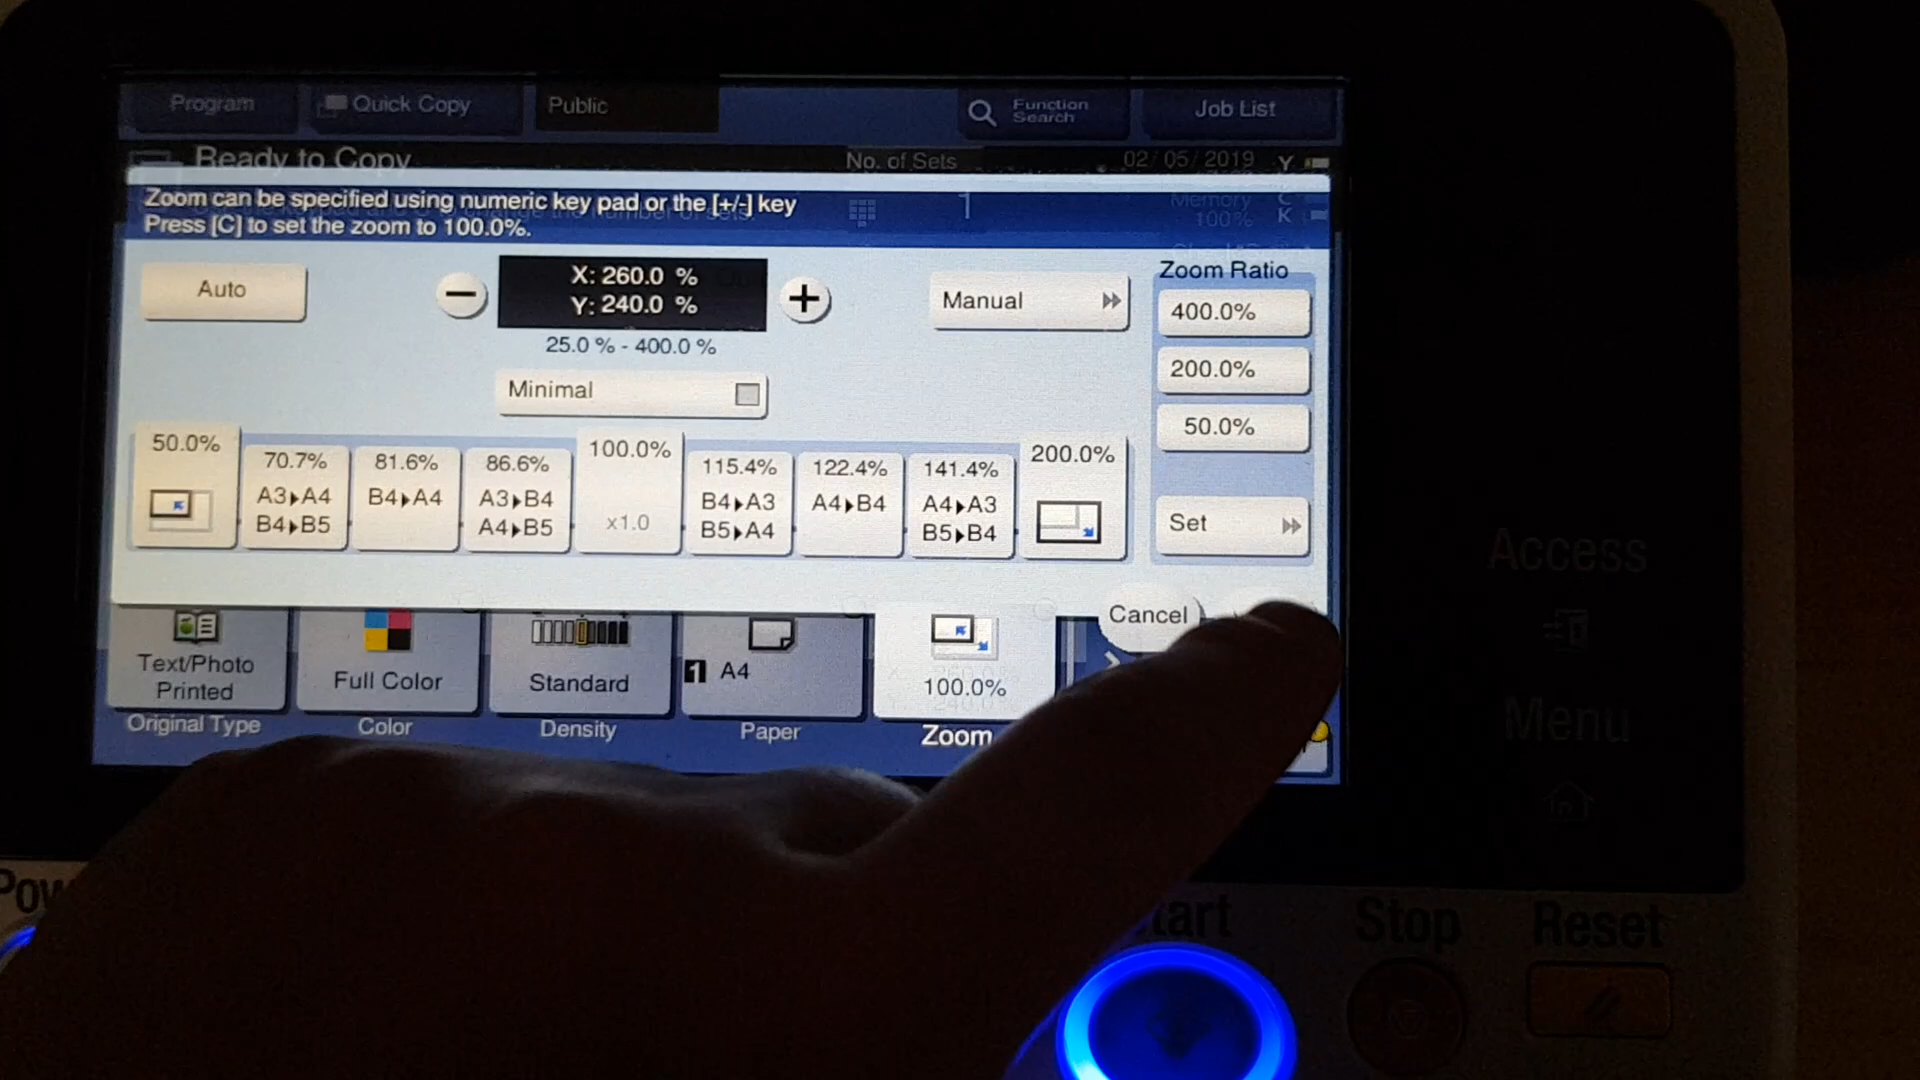 Program
Quick Copy
Public
Function
Search
Job List
Ready to Copy
No. of Sets
02/05/2019
Y
Zoom can be specified using numeric key pad or the [+/-] key
Press [C] to set the zoom to 100.0%.
1
Memory
100%
C
K
Auto
X: 260.0 %
Y: 240.0 %
25.0 % - 400.0 %
Manual
Minimal
Zoom Ratio
400.0%
200.0%
50.0%
Set
50.0%
70.7%
A3▸A4
B4▸B5
81.6%
B4▸A4
86.6%
A3▸B4
A4▸B5
100.0%
x1.0
115.4%
B4▸A3
B5▸A4
122.4%
A4▸B4
141.4%
A4▸A3
B5▸B4
200.0%
Cancel
Text/Photo
Printed
Original Type
Full Color
Color
Standard
Density
1 A4
Paper
100.0%
Zoom
Access
Menu
Pow
tart
Stop
Reset